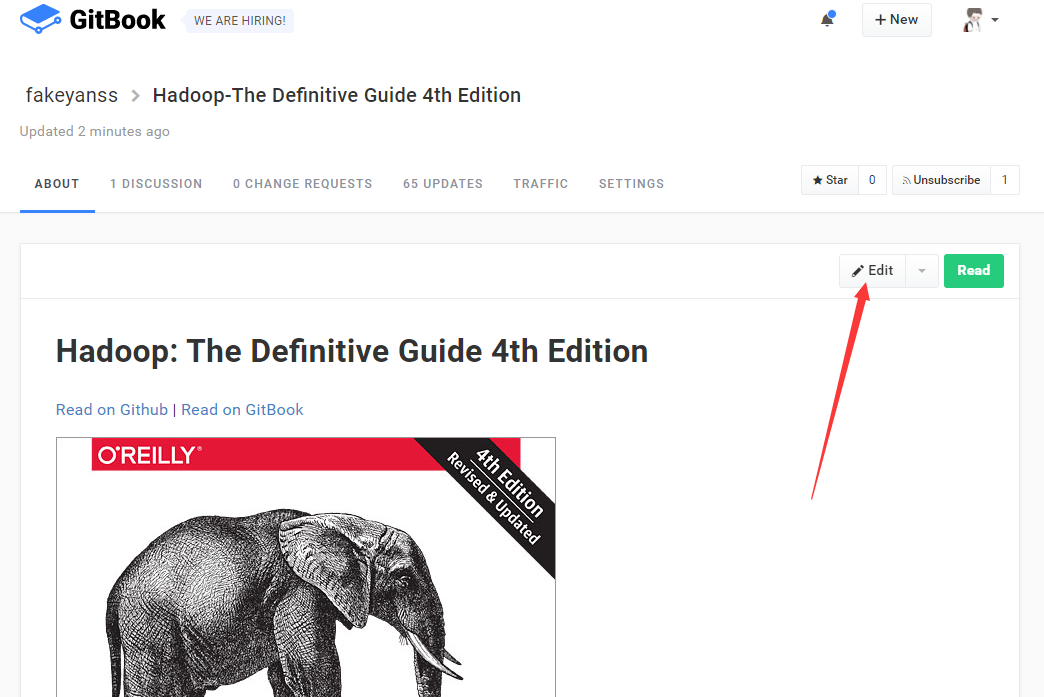 GitBook WE ARE HIRING! New
fakeyanss > Hadoop-The Definitive Guide 4th Edition
Updated 2 minutes ago
ABOUT 1 DISCUSSION 0 CHANGE REQUESTS 65 UPDATES TRAFFIC SETTINGS Star 0 Unsubscribe 1
Edit Read
Hadoop: The Definitive Guide 4th Edition
Read on Github | Read on GitBook
O'REILLY®
4th Edition
Revised & Updated